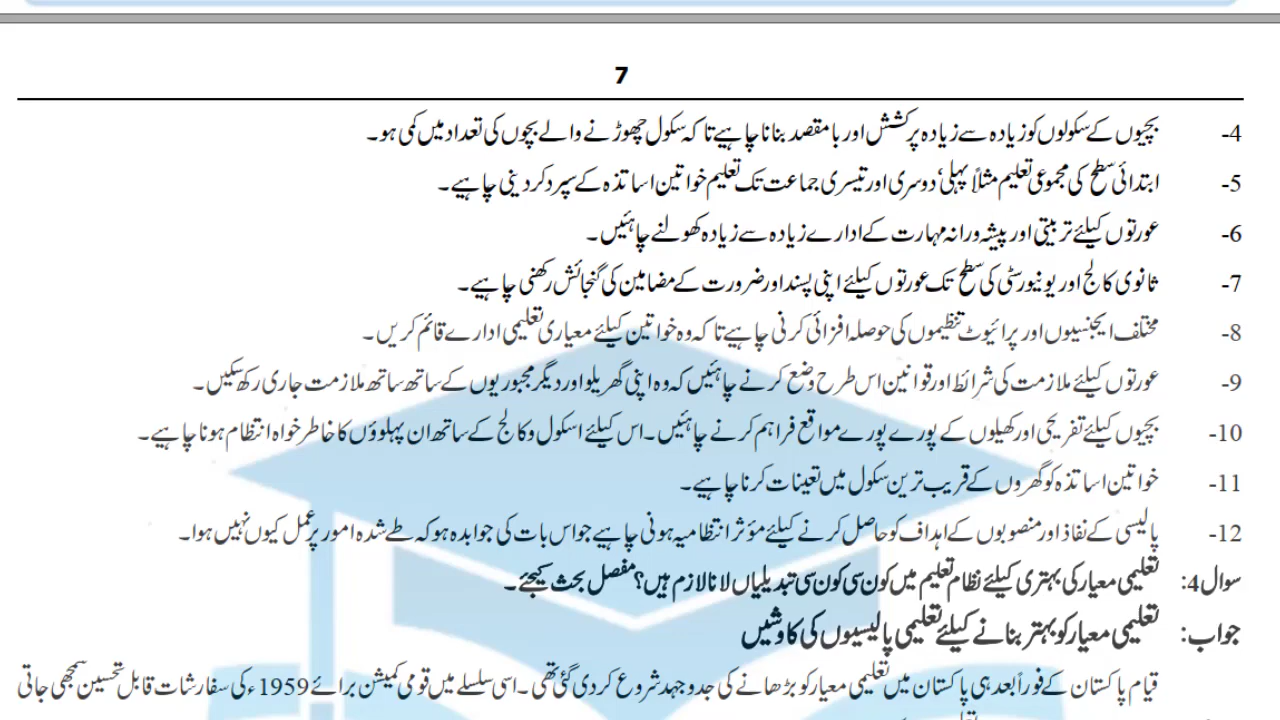 7
4- بچیوں کے سکولوں کو زیادہ سے زیادہ پرکشش اور بامقصد بنانا چاہیے تاکہ سکول چھوڑنے والے بچوں کی تعداد میں کمی ہو۔
5- ابتدائی سطح کی مجموعی تعلیم مثلاً پہلی' دوسری اور تیسری جماعت تک تعلیم خواتین اساتذہ کے سپرد کر دینی چاہیے۔
6- عورتوں کیلئے تربیتی اور پیشہ ورانہ مہارت کے ادارے زیادہ سے زیادہ کھولنے چاہئیں۔
7- ثانوی کالج اور یونیورسٹی کی سطح تک عورتوں کیلئے اپنی پسند اور ضرورت کے مضامین کی گنجائش رکھنی چاہیے۔
8- مختلف ایجنسیوں اور پرائیوٹ تنظیموں کی حوصلہ افزائی کرنی چاہیے تاکہ وہ خواتین کیلئے معیاری تعلیمی ادارے قائم کریں۔
9- عورتوں کیلئے ملازمت کی شرائط اور قوانین اس طرح وضع کرنے چاہئیں کہ وہ اپنی گھریلو اور دیگر مجبوریوں کے ساتھ ساتھ ملازمت جاری رکھ سکیں۔
10- بچیوں کیلئے تفریحی اور کھیلوں کے پورے پورے مواقع فراہم کرنے چاہئیں۔ اس کیلئے اسکول و کالج کے ساتھ ان پہلوؤں کا خاطر خواہ انتظام ہونا چاہیے۔
11- خواتین اساتذہ کو گھروں کے قریب ترین سکول میں تعینات کرنا چاہیے۔
12- پالیسی کے نفاذ اور منصوبوں کے اہداف کو حاصل کرنے کیلئے مؤثر انتظامیہ ہونی چاہیے جو اس بات کی جوابدہ ہو کہ طے شدہ امور پر عمل کیوں نہیں ہوا۔
سوال 4: تعلیمی معیار کی بہتری کیلئے نظام تعلیم میں کون سی کون سی تبدیلیاں لانا لازم ہیں؟ مفصل بحث کیجئے۔
جواب: تعلیمی معیار کو بہتر بنانے کیلئے تعلیمی پالیسیوں کی کاوشیں
قیام پاکستان کے فوراً بعد ہی پاکستان میں تعلیمی معیار کو بڑھانے کی جدوجہد شروع کر دی گئی تھی۔ اسی سلسلے میں قومی کمیشن برائے 1959ء کی سفارشات قابل تحسین سمجھی جاتی